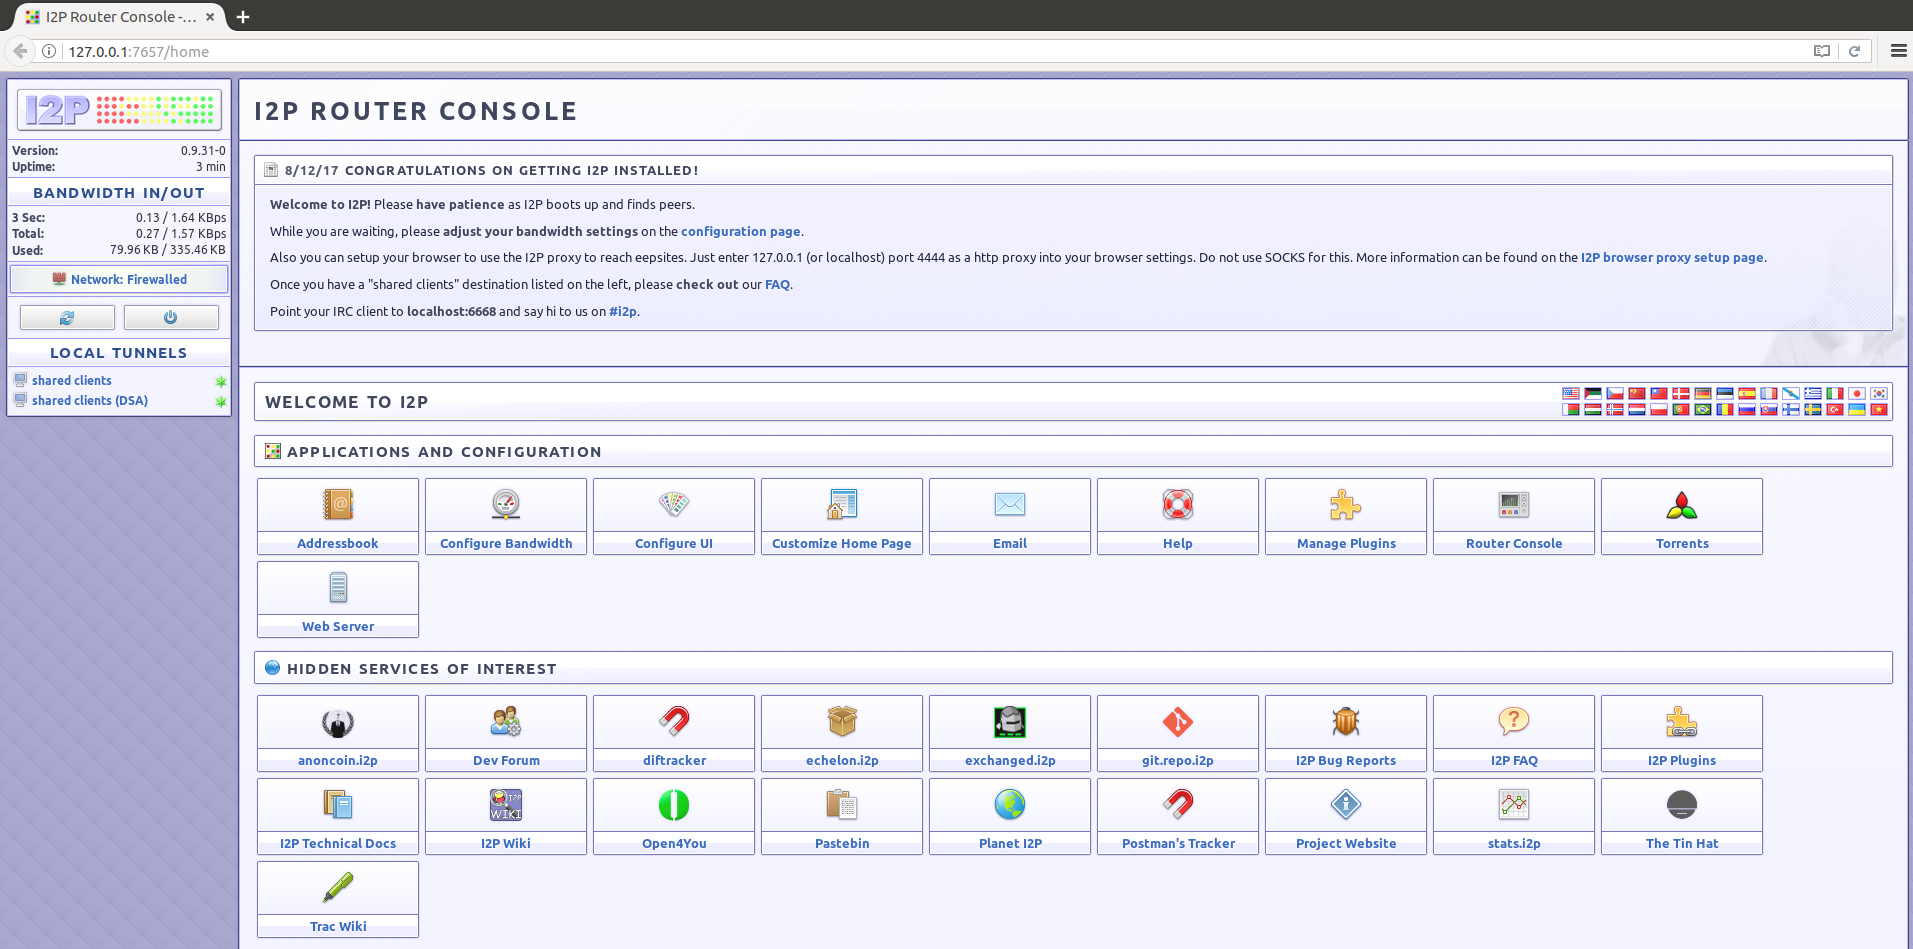 I2P Router Console -...
127.0.0.1:7657/home
I2P
Version: 0.9.31-0
Uptime: 3 min
BANDWIDTH IN/OUT
3 Sec: 0.13 / 1.64 KBps
Total: 0.27 / 1.57 KBps
Used: 79.96 KB / 335.46 KB
Network: Firewalled
LOCAL TUNNELS
shared clients
shared clients (DSA)
I2P ROUTER CONSOLE
8/12/17 CONGRATULATIONS ON GETTING I2P INSTALLED!
Welcome to I2P! Please have patience as I2P boots up and finds peers.
While you are waiting, please adjust your bandwidth settings on the configuration page.
Also you can setup your browser to use the I2P proxy to reach eepsites. Just enter 127.0.0.1 (or localhost) port 4444 as a http proxy into your browser settings. Do not use SOCKS for this. More information can be found on the I2P browser proxy setup page.
Once you have a "shared clients" destination listed on the left, please check out our FAQ.
Point your IRC client to localhost:6668 and say hi to us on #i2p.
WELCOME TO I2P
APPLICATIONS AND CONFIGURATION
Addressbook
Configure Bandwidth
Configure UI
Customize Home Page
Email
Help
Manage Plugins
Router Console
Torrents
Web Server
HIDDEN SERVICES OF INTEREST
anoncoin.i2p
Dev Forum
diftracker
echelon.i2p
exchanged.i2p
git.repo.i2p
I2P Bug Reports
I2P FAQ
I2P Plugins
I2P
WIKI
I2P Technical Docs
I2P Wiki
Open4You
Pastebin
Planet I2P
Postman's Tracker
Project Website
stats.i2p
The Tin Hat
Trac Wiki